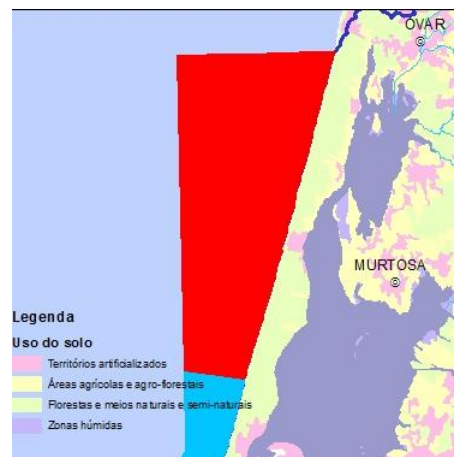 OVAR
MURTOSA
Legenda
Uso do solo
Territórios artificializados
Áreas agrícolas e agro-florestais
Florestas e meios naturais e semi-naturais
Zonas húmidas